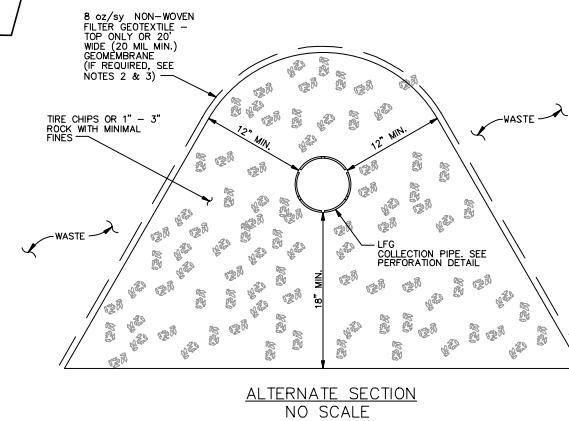 8 oz/sy NON-WOVEN
FILTER GEOTEXTILE -
TOP ONLY OR 20'
WIDE (20 MIL MIN.)
GEOMEMBRANE
(IF REQUIRED, SEE
NOTES 2 & 3)
TIRE CHIPS OR 1" - 3"
ROCK WITH MINIMAL
FINES
12" MIN.
12" MIN.
WASTE
WASTE
LFG
COLLECTION PIPE. SEE
PERFORATION DETAIL
18" MIN.
ALTERNATE SECTION
NO SCALE